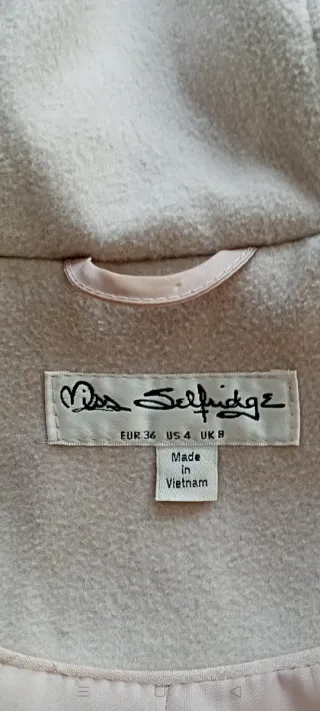 Miss Selfridge
EUR 36 US 4 UK 8
Made
in
Vietnam